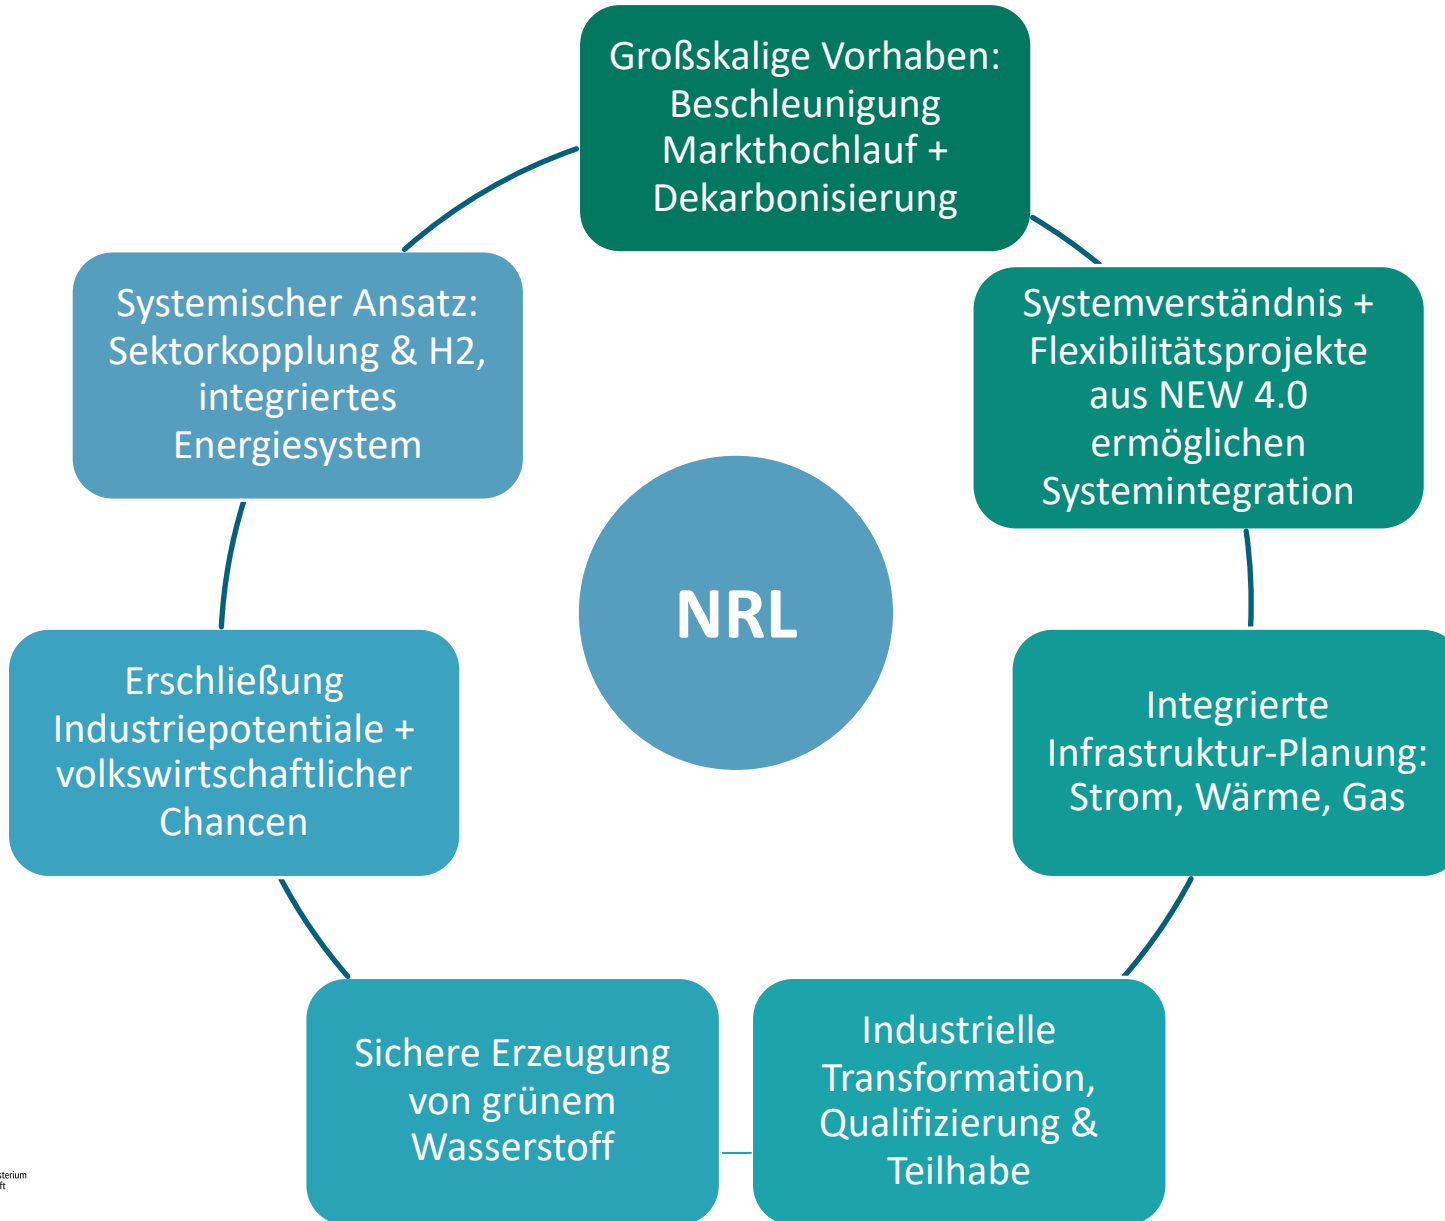 Großskalige Vorhaben:
Beschleunigung
Markthochlauf +
Dekarbonisierung
Systemverständnis +
Flexibilitätsprojekte
aus NEW 4.0
ermöglichen
Systemintegration
Integrierte
Infrastruktur-Planung:
Strom, Wärme, Gas
Industrielle
Transformation,
Qualifizierung &
Teilhabe
Sichere Erzeugung
von grünem
Wasserstoff
Erschließung
Industriepotentiale +
volkswirtschaftlicher
Chancen
Systemischer Ansatz:
Sektorkopplung & H2,
integriertes
Energiesystem
NRL
sterium
ft